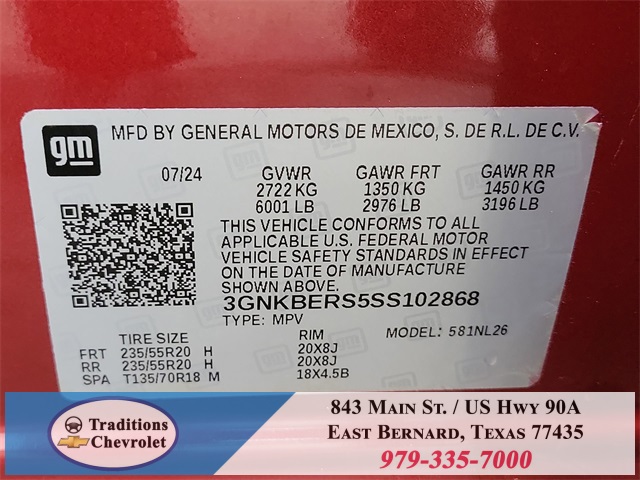 gm
MFD BY GENERAL MOTORS DE MEXICO, S. DE R.L. DE C.V.
07/24 GVWR GAWR FRT GAWR RR
2722 KG 1350 KG 1450 KG
6001 LB 2976 LB 3196 LB
THIS VEHICLE CONFORMS TO ALL
APPLICABLE U.S. FEDERAL MOTOR
VEHICLE SAFETY STANDARDS IN EFFECT
ON THE DATE OF MANUFACTURE
SHOWN ABOVE.
3GNKBERS5SS102868
TYPE: MPV MODEL: 581NL26
TIRE SIZE RIM
FRT 235/55R20 H 20X8J
RR 235/55R20 H 20X8J
SPA T135/70R18 M 18X4.5B
Traditions
Chevrolet
843 Main St. / US Hwy 90A
East Bernard, Texas 77435
979-335-7000